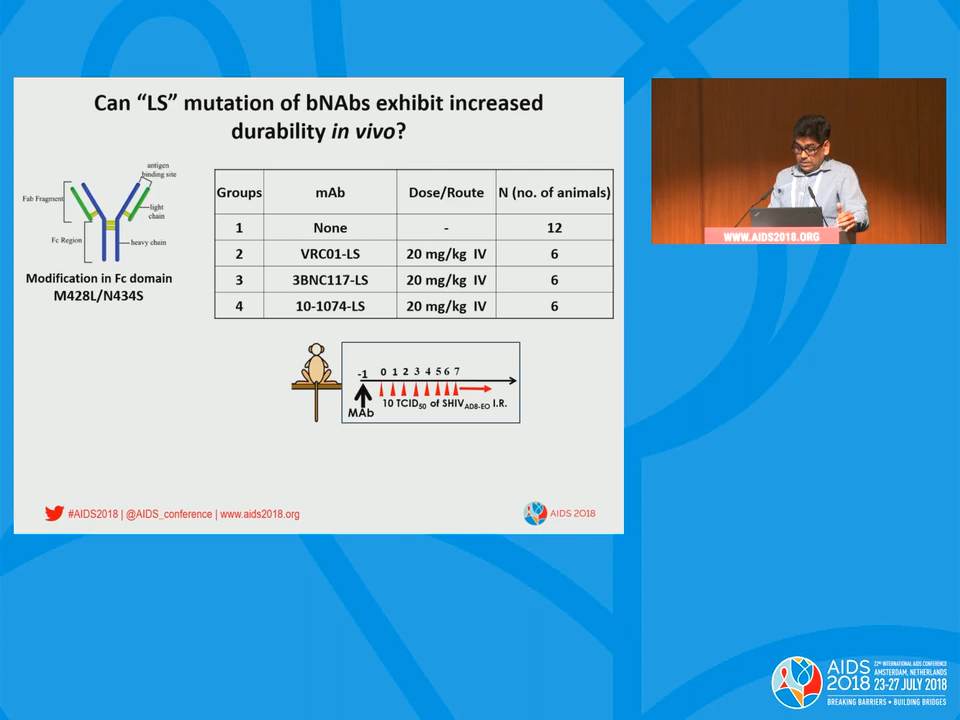 Can “LS” mutation of bNAbs exhibit increased
durability in vivo?
antigen
binding site
Fab Fragment
light
chain
Fc Region
heavy chain
Modification in Fc domain
M428L/N434S
Groups mAb Dose/Route N (no. of animals)
1 None - 12
2 VRC01-LS 20 mg/kg IV 6
3 3BNC117-LS 20 mg/kg IV 6
4 10-1074-LS 20 mg/kg IV 6
-1 0 1 2 3 4 5 6 7
MAb
10 TCID50 of SHIVAD8-EO I.R.
#AIDS2018 | @AIDS_conference | www.aids2018.org
AIDS 2018
WWW.AIDS2018.ORG
AIDS
2018
22ND INTERNATIONAL AIDS CONFERENCE
AMSTERDAM, NETHERLANDS
23-27 JULY 2018
BREAKING BARRIERS • BUILDING BRIDGES